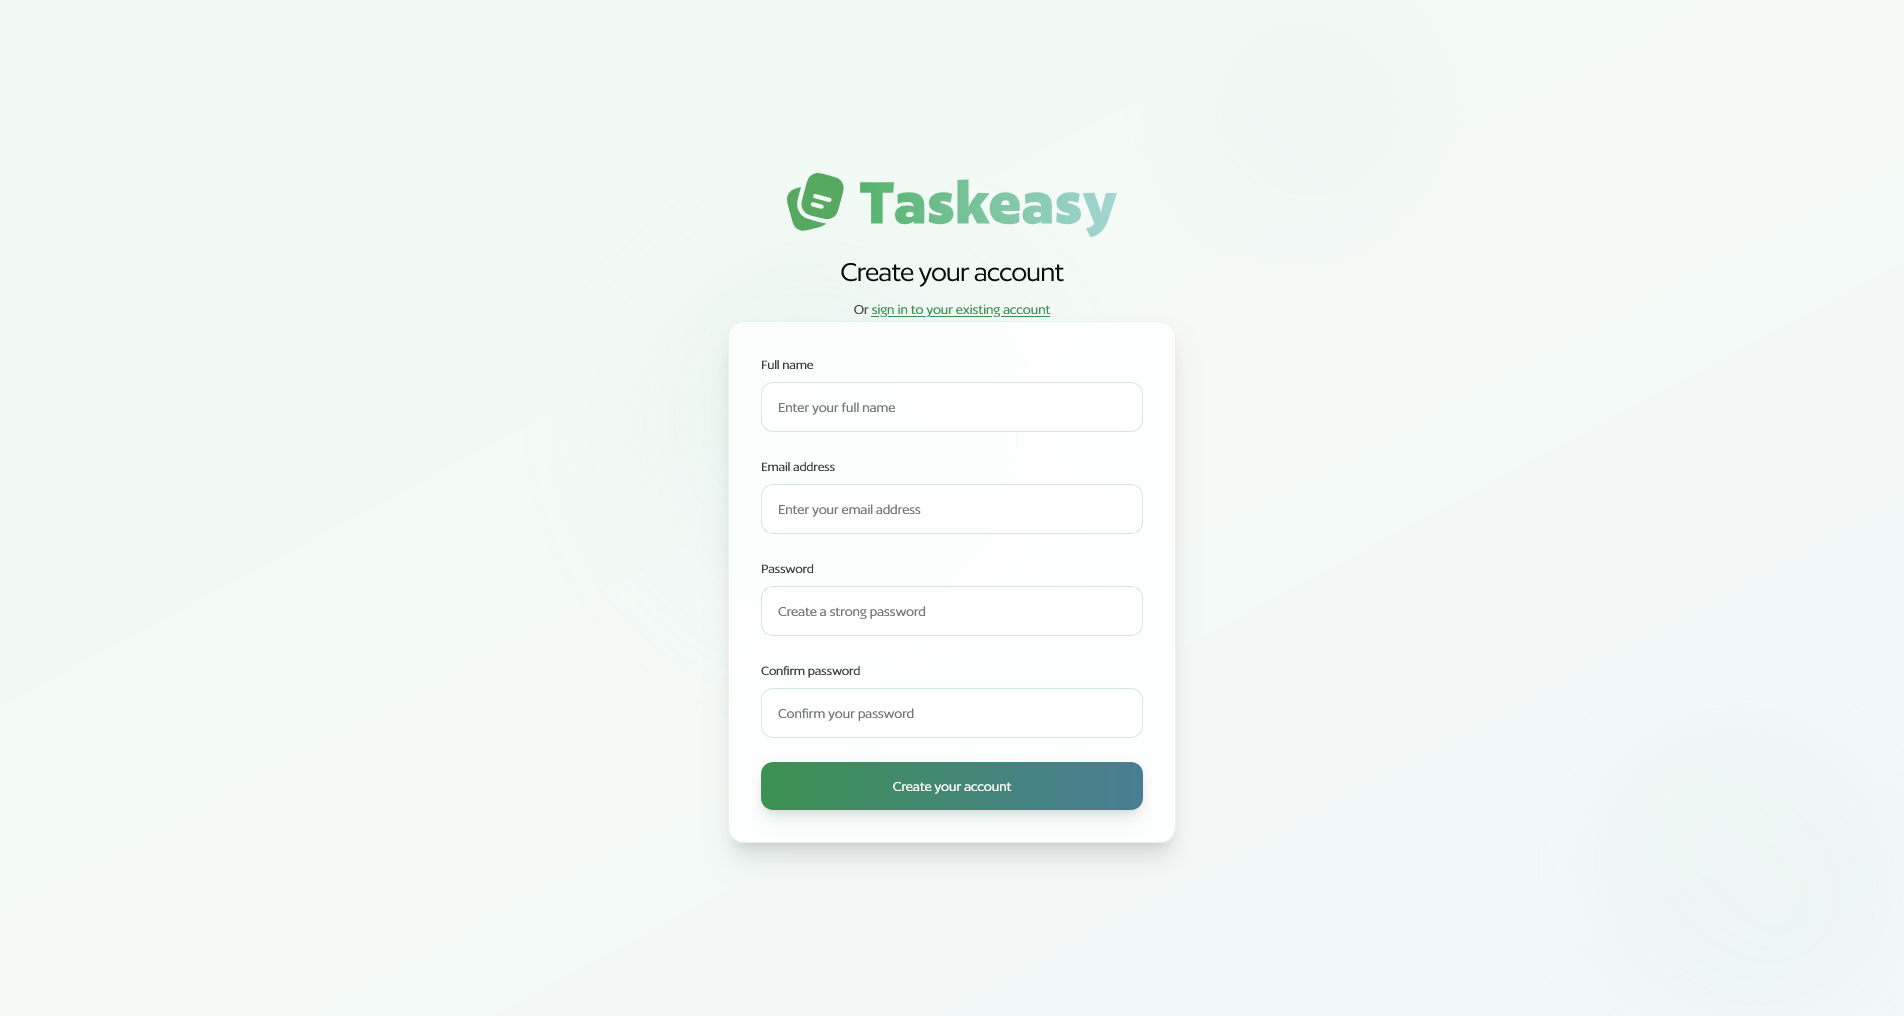 Taskeasy
Create your account
Or sign in to your existing account
Full name
Enter your full name
Email address
Enter your email address
Password
Create a strong password
Confirm password
Confirm your password
Create your account